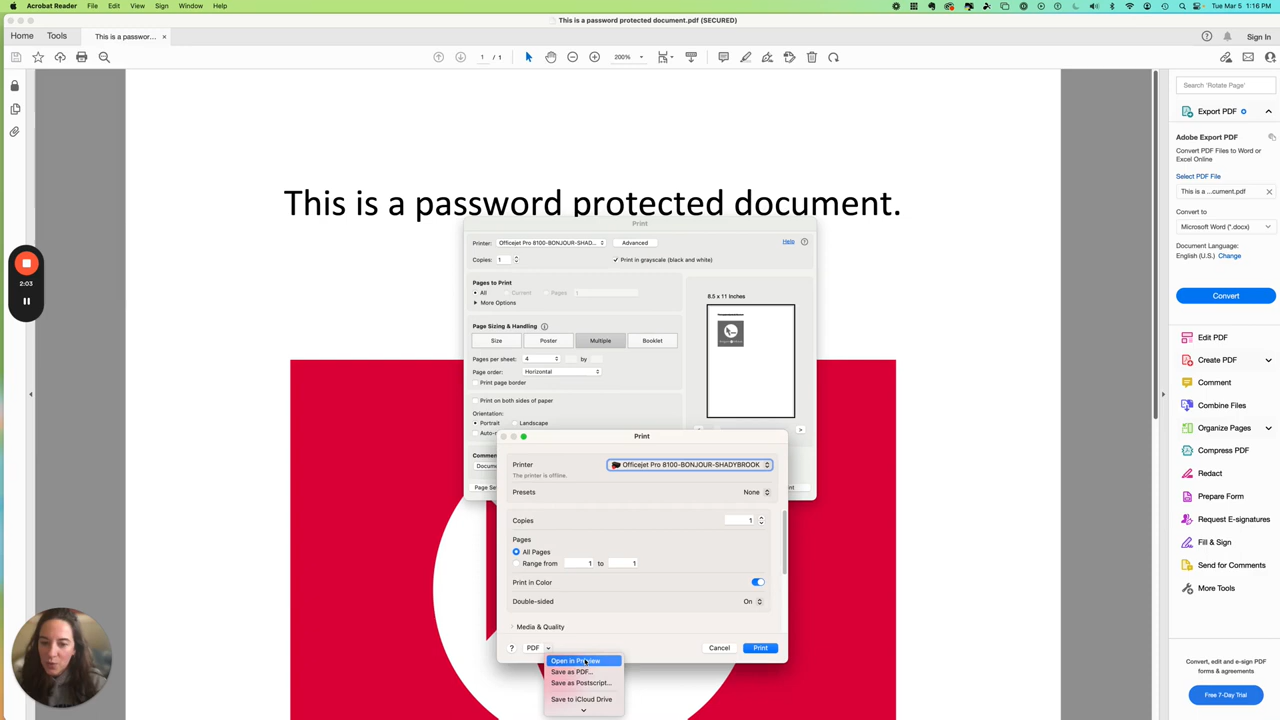 Acrobat Reader File Edit View Sign Window Help Tue Mar 5 1:16 PM
This is a password protected document.pdf (SECURED)
Home Tools This is a passwor... × Sign In
1 / 1 200%
Search 'Rotate Page'
Export PDF
Adobe Export PDF
Convert PDF Files to Word or
Excel Online
Select PDF File
This is a ...cument.pdf
Convert to
Microsoft Word (*.docx)
Document Language:
English (U.S.) Change
Convert
Edit PDF
Create PDF
Comment
Combine Files
Organize Pages
Compress PDF
Redact
Prepare Form
Request E-signatures
Fill & Sign
Send for Comments
More Tools
Convert, edit and e-sign PDF
forms & agreements
Free 7-Day Trial
2:03
This is a password protected document.
Print
Printer: Officejet Pro 8100-BONJOUR-SHAD... Advanced Help
Copies: 1 Print in grayscale (black and white)
Pages to Print
All Current Pages 1
More Options
8.5 x 11 Inches
Page Sizing & Handling
Size Poster Multiple Booklet
Pages per sheet: 4 by
Page order: Horizontal
Print page border
Print on both sides of paper
Orientation:
Portrait Landscape
Print
Printer Officejet Pro 8100-BONJOUR-SHADYBROOK
The printer is offline.
Presets None
Copies 1
Pages
All Pages
Range from 1 to 1
Print in Color
Double-sided On
Media & Quality
? PDF Cancel Print
Open in Preview
Save as PDF...
Save as Postscript...
Save to iCloud Drive